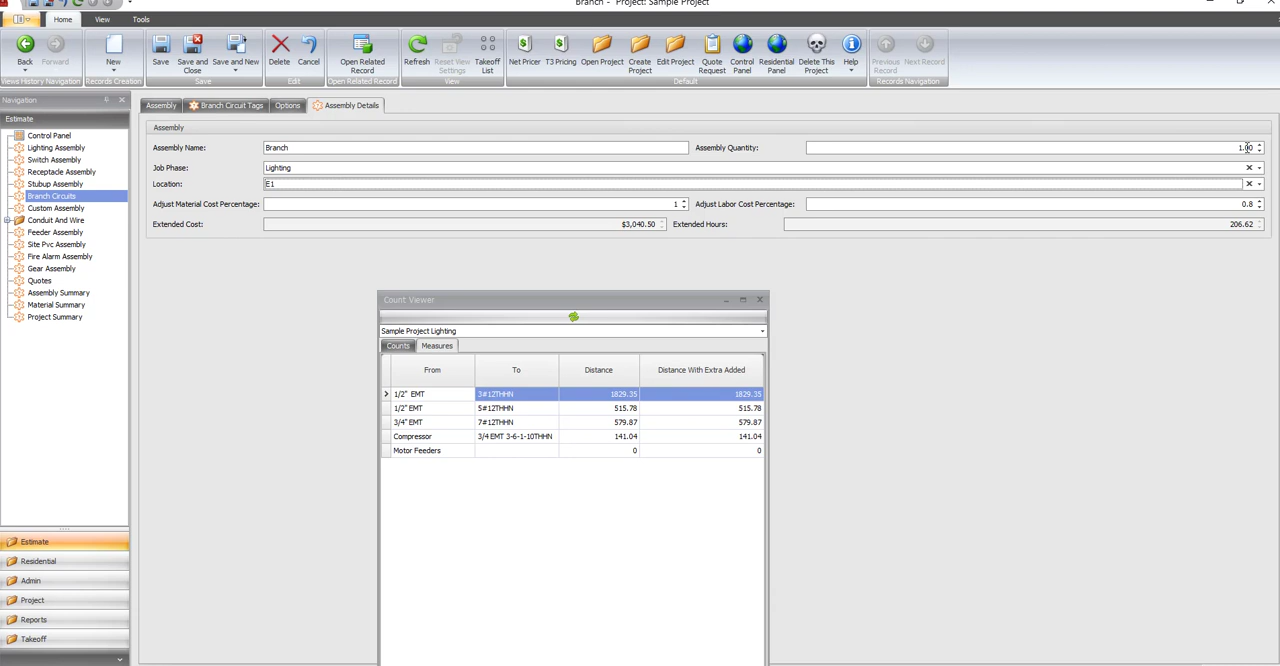 Branch - Project: Sample Project
Home View Tools
Back Forward New Save Save and Close Save and New Delete Cancel Open Related Record Refresh Reset View Settings Takeoff List Net Pricer T3 Pricing Open Project Create Project Edit Project Quote Request Control Panel Residential Panel Delete This Project Help Previous Record Next Record
Views History Navigation Records Creation Save Edit Open Related Record View Default Records Navigation
Navigation
Estimate
Control Panel
Lighting Assembly
Switch Assembly
Receptacle Assembly
Stubup Assembly
Branch Circuits
Custom Assembly
Conduit And Wire
Feeder Assembly
Site Pvc Assembly
Fire Alarm Assembly
Gear Assembly
Quotes
Assembly Summary
Material Summary
Project Summary
Estimate
Residential
Admin
Project
Reports
Takeoff
Assembly Branch Circuit Tags Options Assembly Details
Assembly
Assembly Name: Branch Assembly Quantity: 1.00
Job Phase: Lighting
Location: E1
Adjust Material Cost Percentage: 1 Adjust Labor Cost Percentage: 0.8
Extended Cost: $3,040.50 Extended Hours: 206.62
Count Viewer
Sample Project Lighting
Counts Measures
From To Distance Distance With Extra Added
1/2" EMT 3#12THHN 1829.35 1829.35
1/2" EMT 5#12THHN 515.78 515.78
3/4" EMT 7#12THHN 579.87 579.87
Compressor 3/4 EMT 3-6-1-10THHN 141.04 141.04
Motor Feeders 0 0